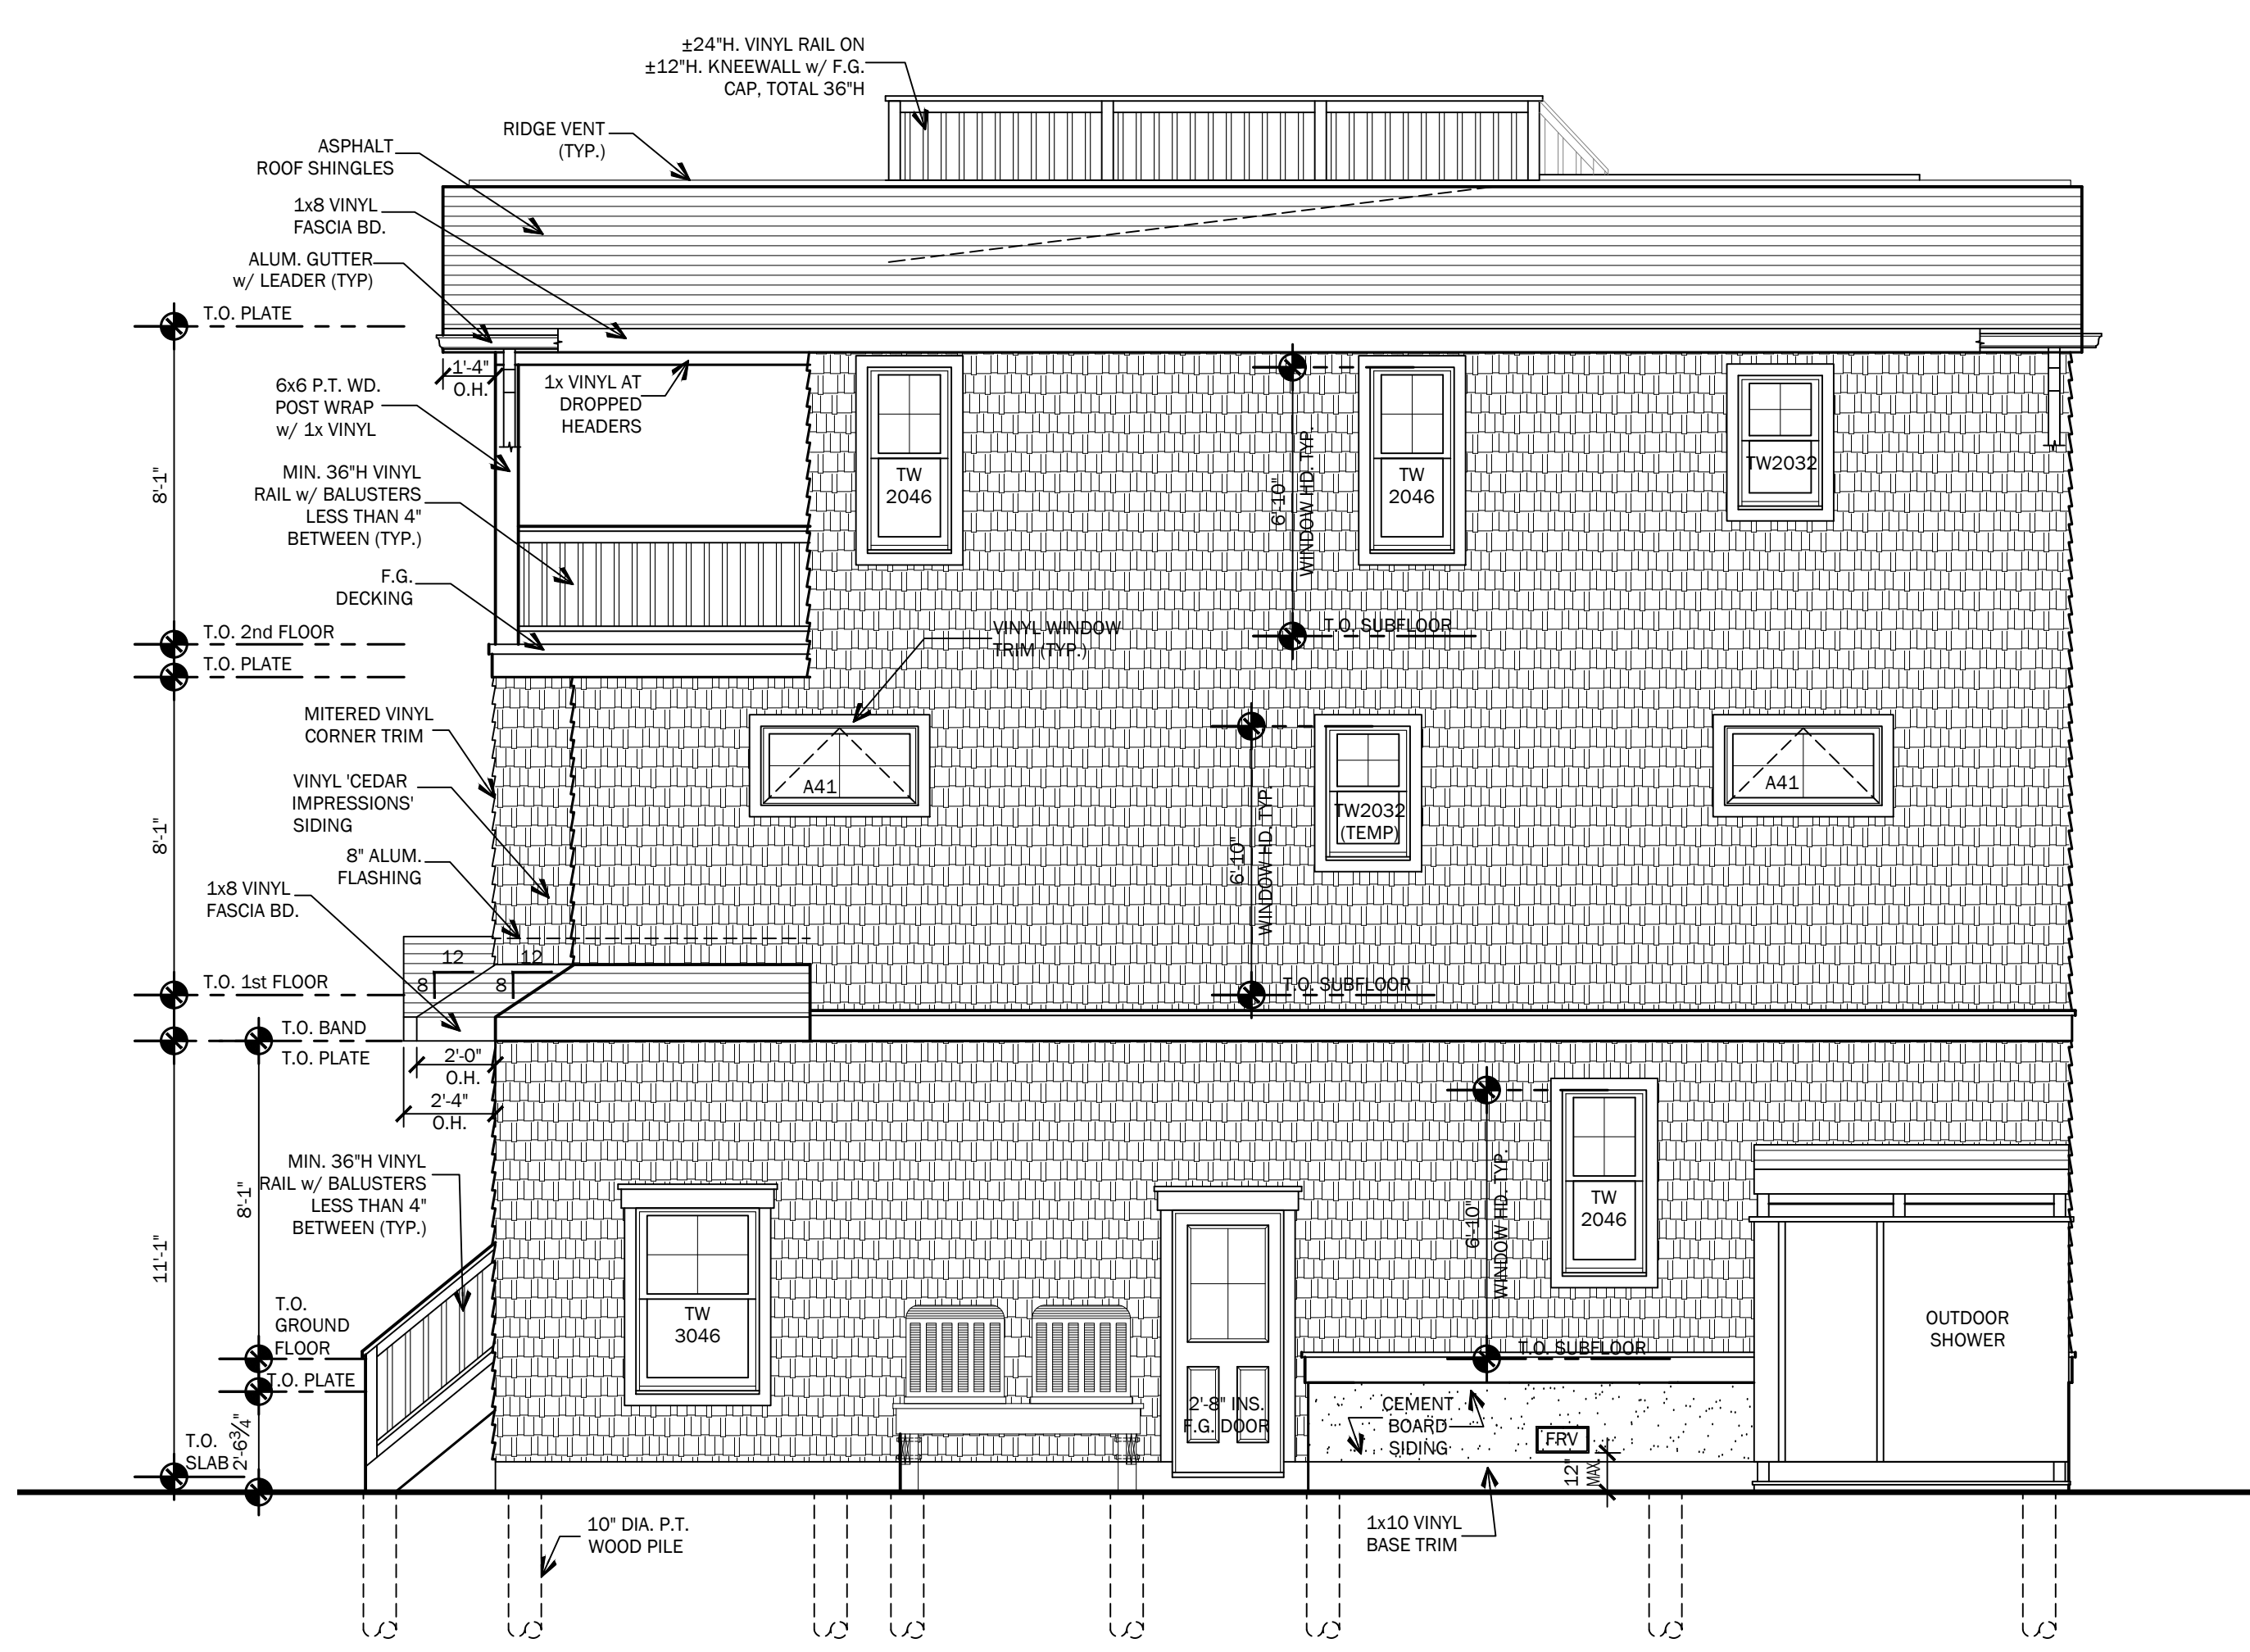 ±24"H. VINYL RAIL ON
±12"H. KNEEWALL w/ F.G.
CAP, TOTAL 36"H
RIDGE VENT
(TYP.)
ASPHALT
ROOF SHINGLES
1x8 VINYL
FASCIA BD.
ALUM. GUTTER
w/ LEADER (TYP)
T.O. PLATE
1'-4"
O.H.
6x6 P.T. WD.
POST WRAP
w/ 1x VINYL
1x VINYL AT
DROPPED
HEADERS
MIN. 36"H VINYL
RAIL w/ BALUSTERS
LESS THAN 4"
BETWEEN (TYP.)
8'-1"
TW
2046
6'-10"
WINDOW HD. TYP.
TW
2046
TW2032
F.G.
DECKING
T.O. 2nd FLOOR
T.O. PLATE
VINYL WINDOW
TRIM (TYP.)
T.O. SUBFLOOR
MITERED VINYL
CORNER TRIM
VINYL 'CEDAR
IMPRESSIONS'
SIDING
8'-1"
A41
6'-10"
WINDOW HD. TYP.
TW2032
(TEMP)
A41
8" ALUM.
FLASHING
1x8 VINYL
FASCIA BD.
12
12
8
8
T.O. 1st FLOOR
T.O. SUBFLOOR
T.O. BAND
T.O. PLATE
2'-0"
O.H.
2'-4"
O.H.
MIN. 36"H VINYL
RAIL w/ BALUSTERS
LESS THAN 4"
BETWEEN (TYP.)
8'-1"
11'-1"
6'-10"
WINDOW HD. TYP.
TW
2046
T.O.
GROUND
FLOOR
T.O. PLATE
TW
3046
OUTDOOR
SHOWER
T.O. SUBFLOOR
2'-8" INS.
F.G. DOOR
CEMENT
BOARD
SIDING
FRV
12"
MAX.
T.O.
SLAB
2'-6¾"
10" DIA. P.T.
WOOD PILE
1x10 VINYL
BASE TRIM